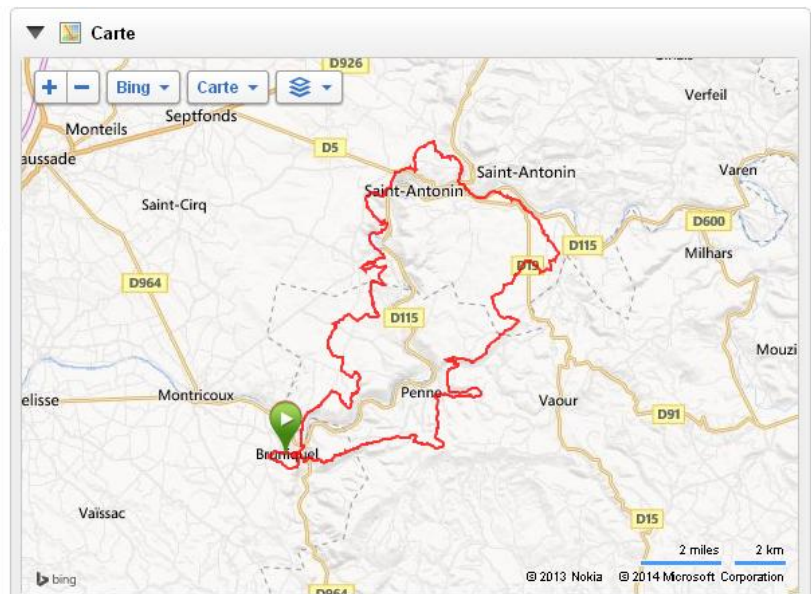 Carte
+ − Bing Carte
D926
Verfeil
Septfonds
Monteils
D5
aussade
Saint-Antonin
Varen
Saint-Antonin
Saint-Cirq
D600
D115
Milhars
D19
D964
D115
Mouzi
Penne
elisse
Montricoux
Vaour
D91
Bruniquel
Vaïssac
D15
2 miles
2 km
bing
© 2013 Nokia © 2014 Microsoft Corporation
D964